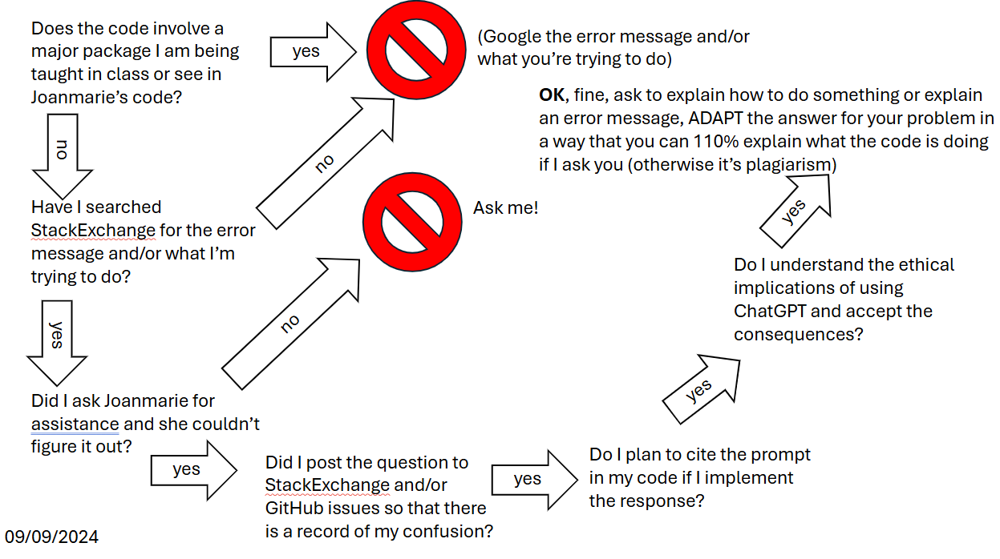 Does the code involve a
major package I am being
taught in class or see in
Joanmarie’s code?
yes
(Google the error message and/or
what you’re trying to do)
no
Have I searched
StackExchange for the error
message and/or what I’m
trying to do?
no
yes
Did I ask Joanmarie for
assistance and she couldn’t
figure it out?
no
Ask me!
yes
Did I post the question to
StackExchange and/or
GitHub issues so that there
is a record of my confusion?
yes
Do I plan to cite the prompt
in my code if I implement
the response?
yes
Do I understand the ethical
implications of using
ChatGPT and accept the
consequences?
yes
OK, fine, ask to explain how to do something or explain
an error message, ADAPT the answer for your problem in
a way that you can 110% explain what the code is doing
if I ask you (otherwise it’s plagiarism)
09/09/2024